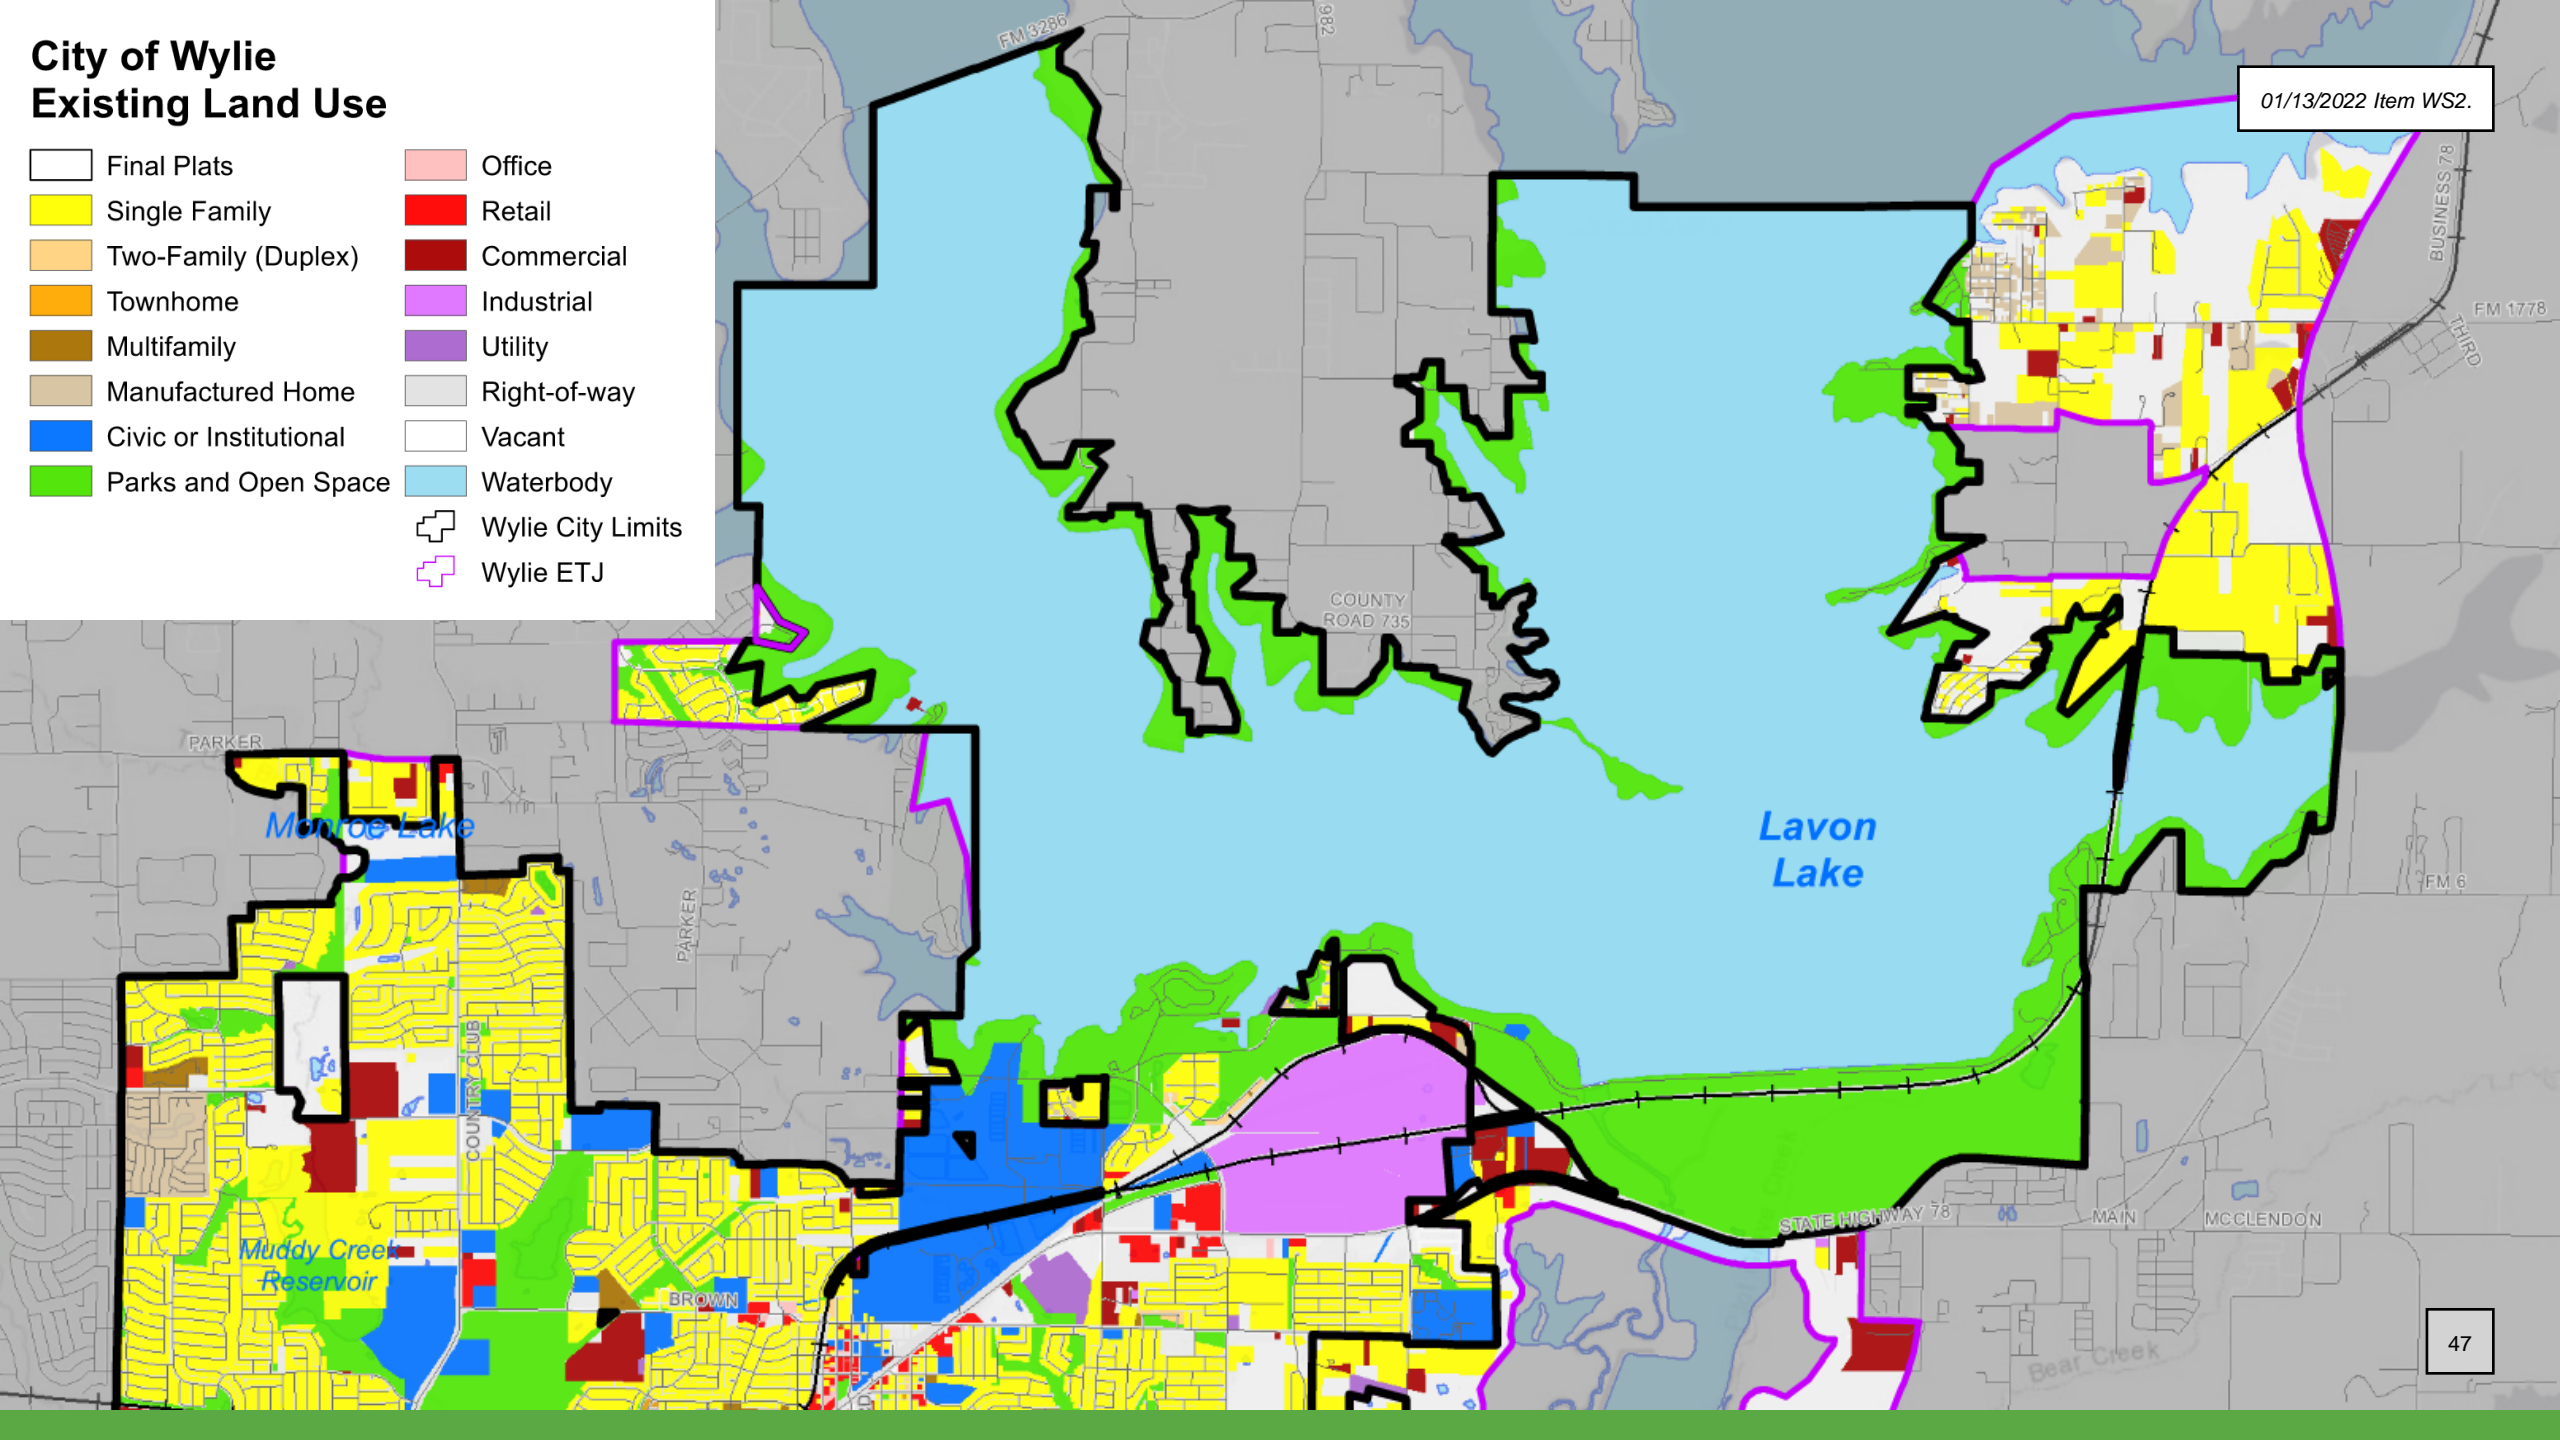 City of Wylie
Existing Land Use
Final Plats
Single Family
Two-Family (Duplex)
Townhome
Multifamily
Manufactured Home
Civic or Institutional
Parks and Open Space
Office
Retail
Commercial
Industrial
Utility
Right-of-way
Vacant
Waterbody
Wylie City Limits
Wylie ETJ
FM 3286
982
01/13/2022 Item WS2.
BUSINESS 78
FM 1778
THIRD
COUNTY
ROAD 735
PARKER
Monroe Lake
Lavon
Lake
FM 6
PARKER
COUNTRY CLUB
STATE HIGHWAY 78
MAIN
MCCLENDON
Muddy Creek
Reservoir
BROWN
Bear Creek
47